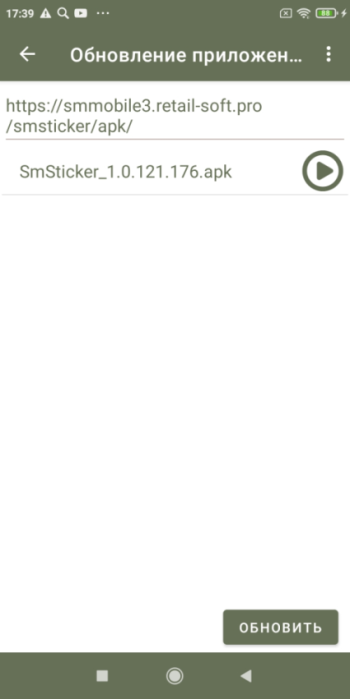 17:39
Обновление приложен...
https://smmobile3.retail-soft.pro
/smsticker/apk/
SmSticker_1.0.121.176.apk
ОБНОВИТЬ